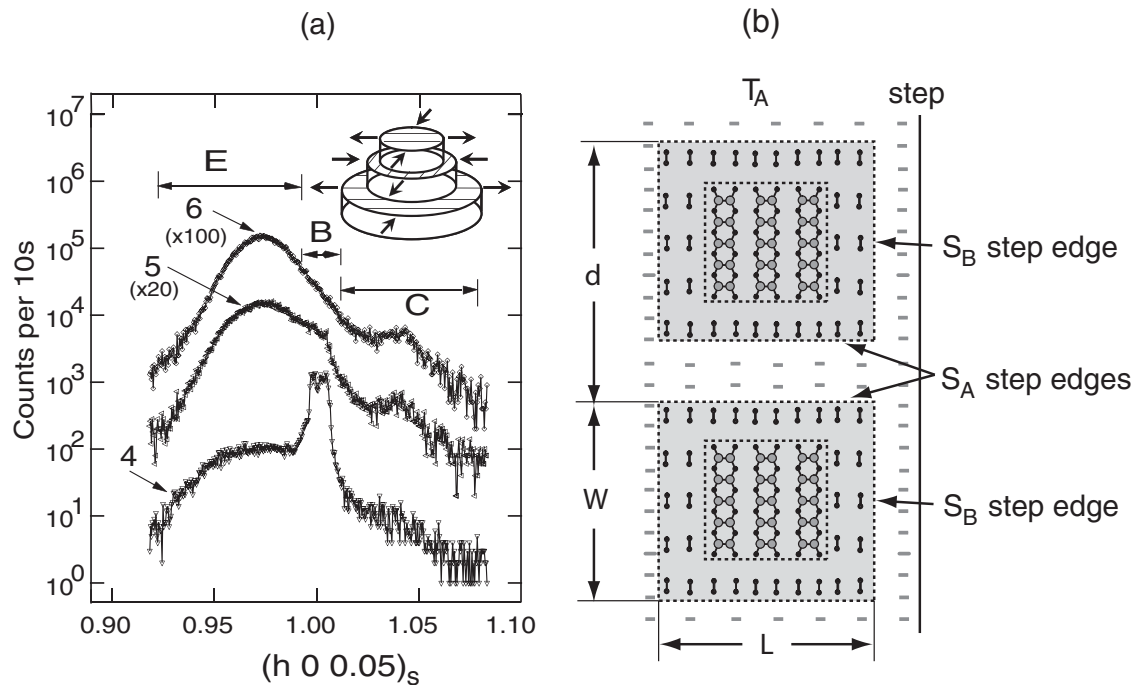 (a)
(b)
Counts per 10s
10^7
10^6
10^5
10^4
10^3
10^2
10^1
10^0
E
6
(x100)
B
5
(x20)
C
4
0.90
0.95
1.00
1.05
1.10
(h 0 0.05)_s
T_A
step
d
S_B step edge
S_A step edges
W
S_B step edge
L